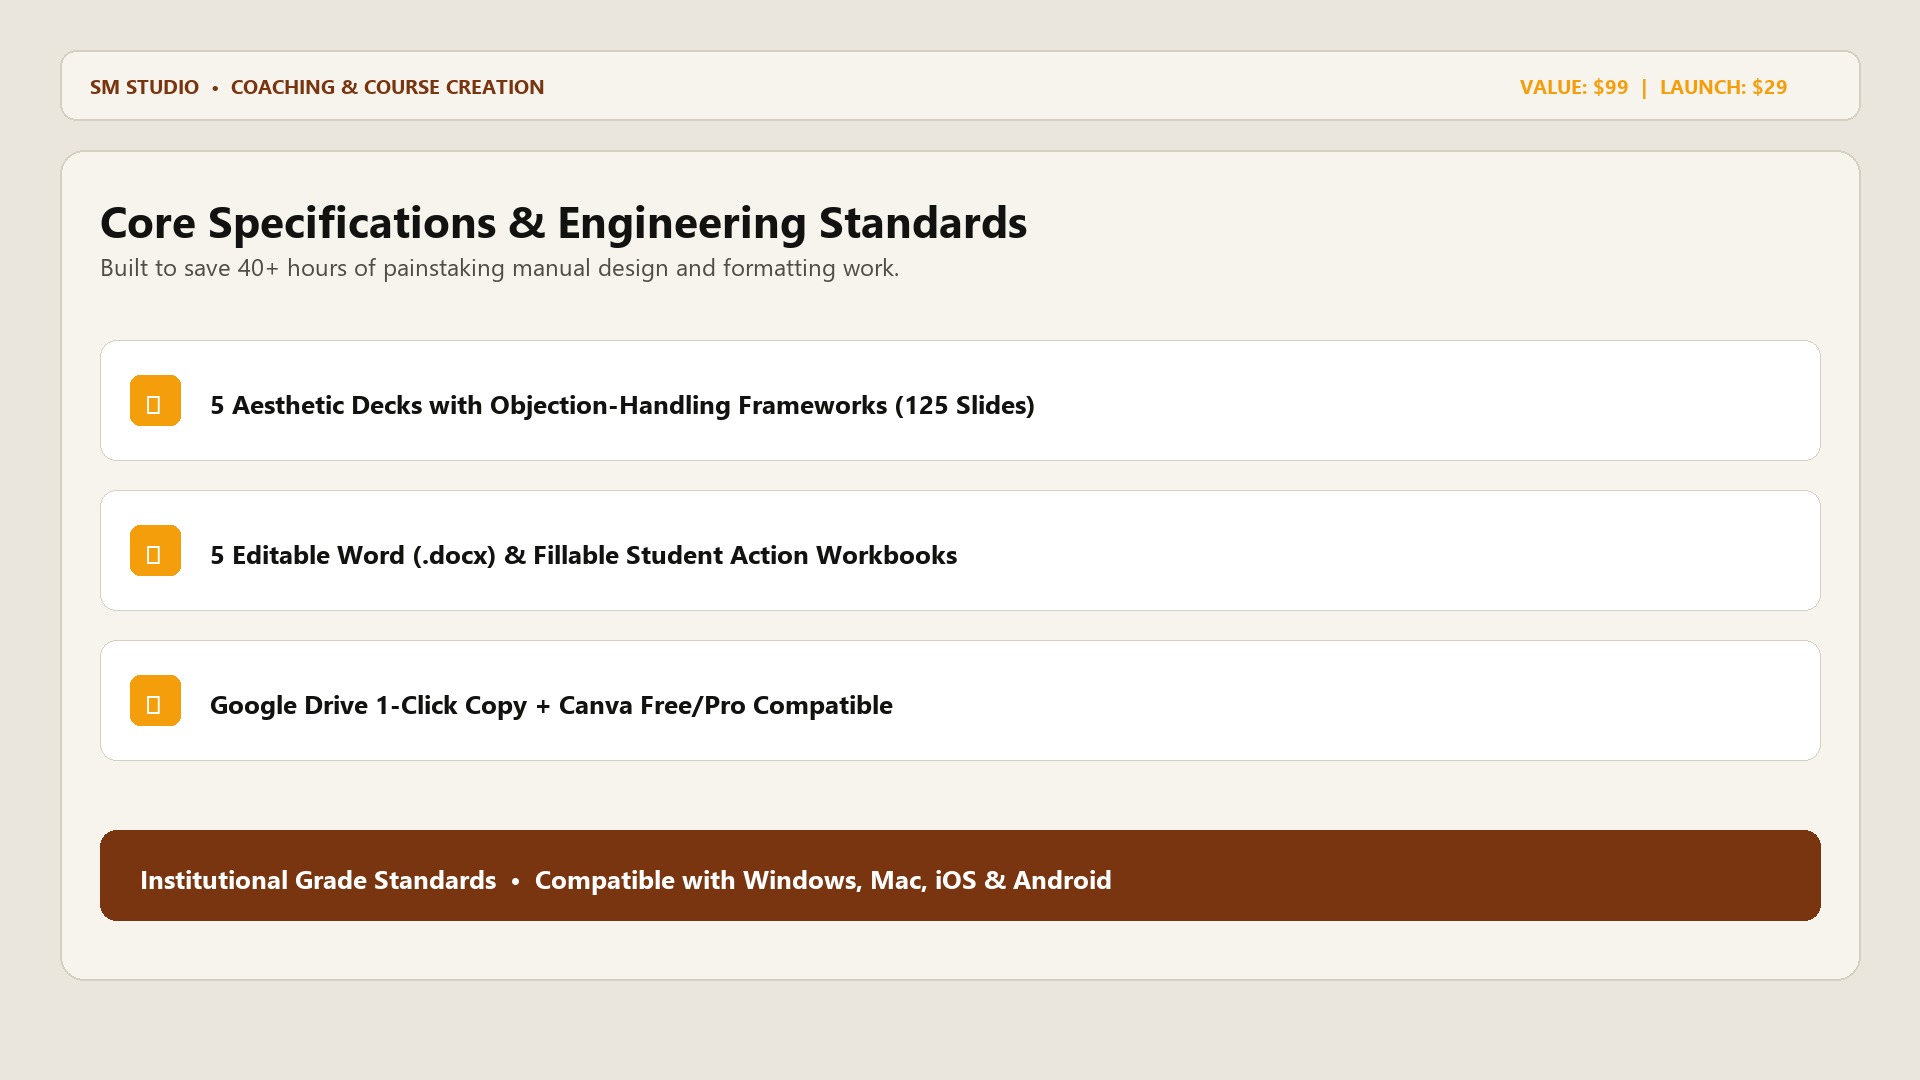 SM STUDIO • COACHING & COURSE CREATION
VALUE: $99 | LAUNCH: $29
Core Specifications & Engineering Standards
Built to save 40+ hours of painstaking manual design and formatting work.
5 Aesthetic Decks with Objection-Handling Frameworks (125 Slides)
5 Editable Word (.docx) & Fillable Student Action Workbooks
Google Drive 1-Click Copy + Canva Free/Pro Compatible
Institutional Grade Standards • Compatible with Windows, Mac, iOS & Android